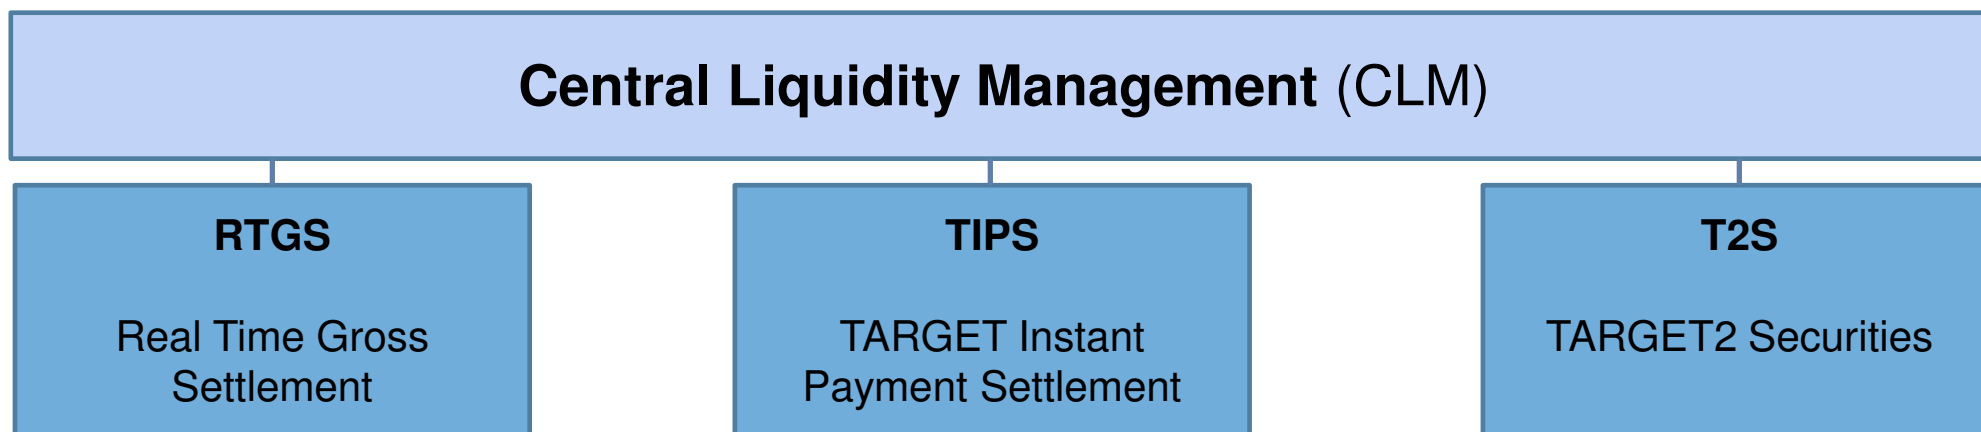 Central Liquidity Management (CLM)
RTGS
Real Time Gross
Settlement
TIPS
TARGET Instant
Payment Settlement
T2S
TARGET2 Securities